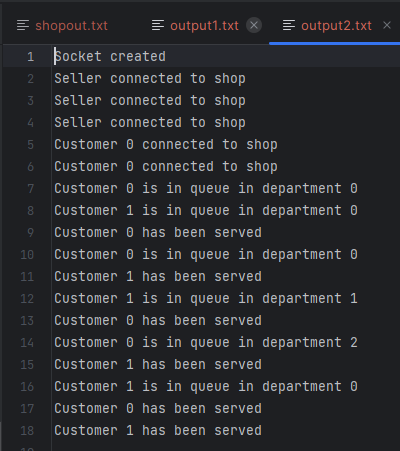 shopout.txt output1.txt output2.txt
1 Socket created
2 Seller connected to shop
3 Seller connected to shop
4 Seller connected to shop
5 Customer 0 connected to shop
6 Customer 0 connected to shop
7 Customer 0 is in queue in department 0
8 Customer 1 is in queue in department 0
9 Customer 0 has been served
10 Customer 0 is in queue in department 0
11 Customer 1 has been served
12 Customer 1 is in queue in department 1
13 Customer 0 has been served
14 Customer 0 is in queue in department 2
15 Customer 1 has been served
16 Customer 1 is in queue in department 0
17 Customer 0 has been served
18 Customer 1 has been served